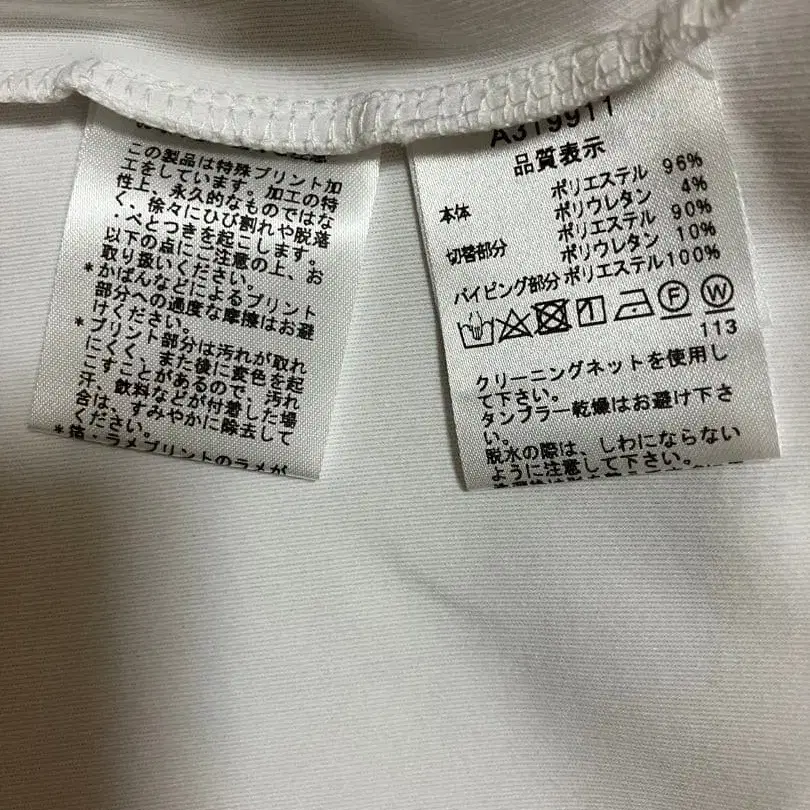 この製品は特殊プリント加
工をしています。加工の特
性上、永久的なものではな
く、徐々にひび割れや脱落
・べとつきを起こします。
以下の点にご注意の上、お
取り扱いください。
*かばんなどによるプリント
部分への過度な摩擦はお避
けください。
*プリント部分は汚れが取れ
にくく、また後に変色を起
こすことがあるので、汚れ
汗、飲料などが付着した場
合は、すみやかに除去して
ください。
*箔・ラメプリントのラメが
A319911
品質表示
本体 ポリエステル 96%
ポリウレタン 4%
切替部分 ポリエステル 90%
ポリウレタン 10%
パイピング部分 ポリエステル100%
F W
113
クリーニングネットを使用し
て下さい。
タンブラー乾燥はお避け下さ
い。
脱水の際は、しわにならない
ように注意して下さい。